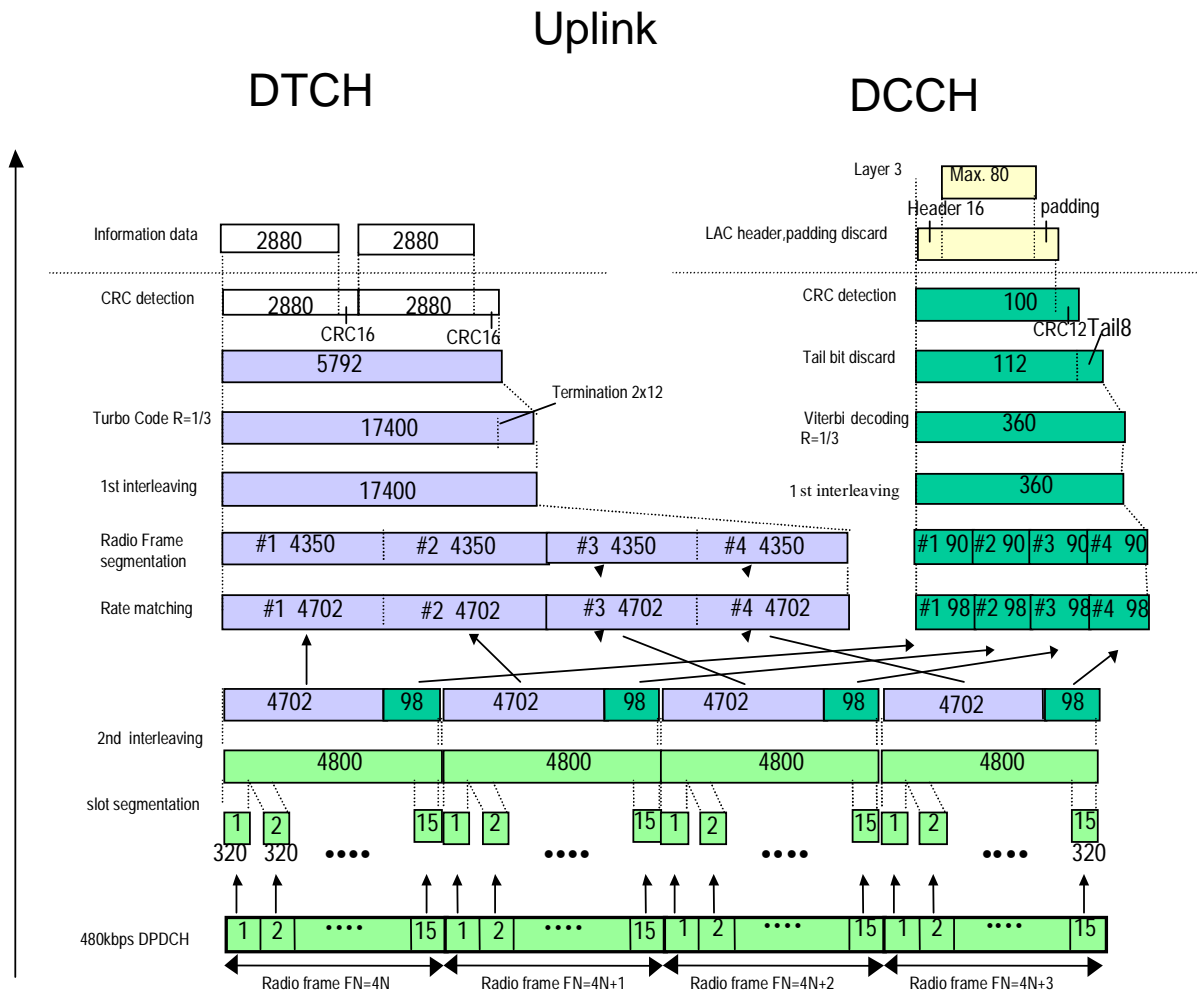 Uplink
DTCH
DCCH
Layer 3
Max. 80
Header 16
padding
Information data
2880
2880
LAC header,padding discard
CRC detection
2880
2880
CRC detection
100
CRC16
CRC16
CRC12
Tail8
5792
Tail bit discard
112
Termination 2x12
Turbo Code R=1/3
17400
Viterbi decoding
R=1/3
360
1st interleaving
17400
1st interleaving
360
Radio Frame
segmentation
#1 4350
#2 4350
#3 4350
#4 4350
#1 90
#2 90
#3 90
#4 90
Rate matching
#1 4702
#2 4702
#3 4702
#4 4702
#1 98
#2 98
#3 98
#4 98
4702
98
4702
98
4702
98
4702
98
2nd interleaving
4800
4800
4800
4800
slot segmentation
1
2
15
1
2
15
1
2
15
1
2
15
320
320
••••
••••
••••
••••
320
480kbps DPDCH
1
2
••••
15
1
2
••••
15
1
2
••••
15
1
2
••••
15
Radio frame FN=4N
Radio frame FN=4N+1
Radio frame FN=4N+2
Radio frame FN=4N+3